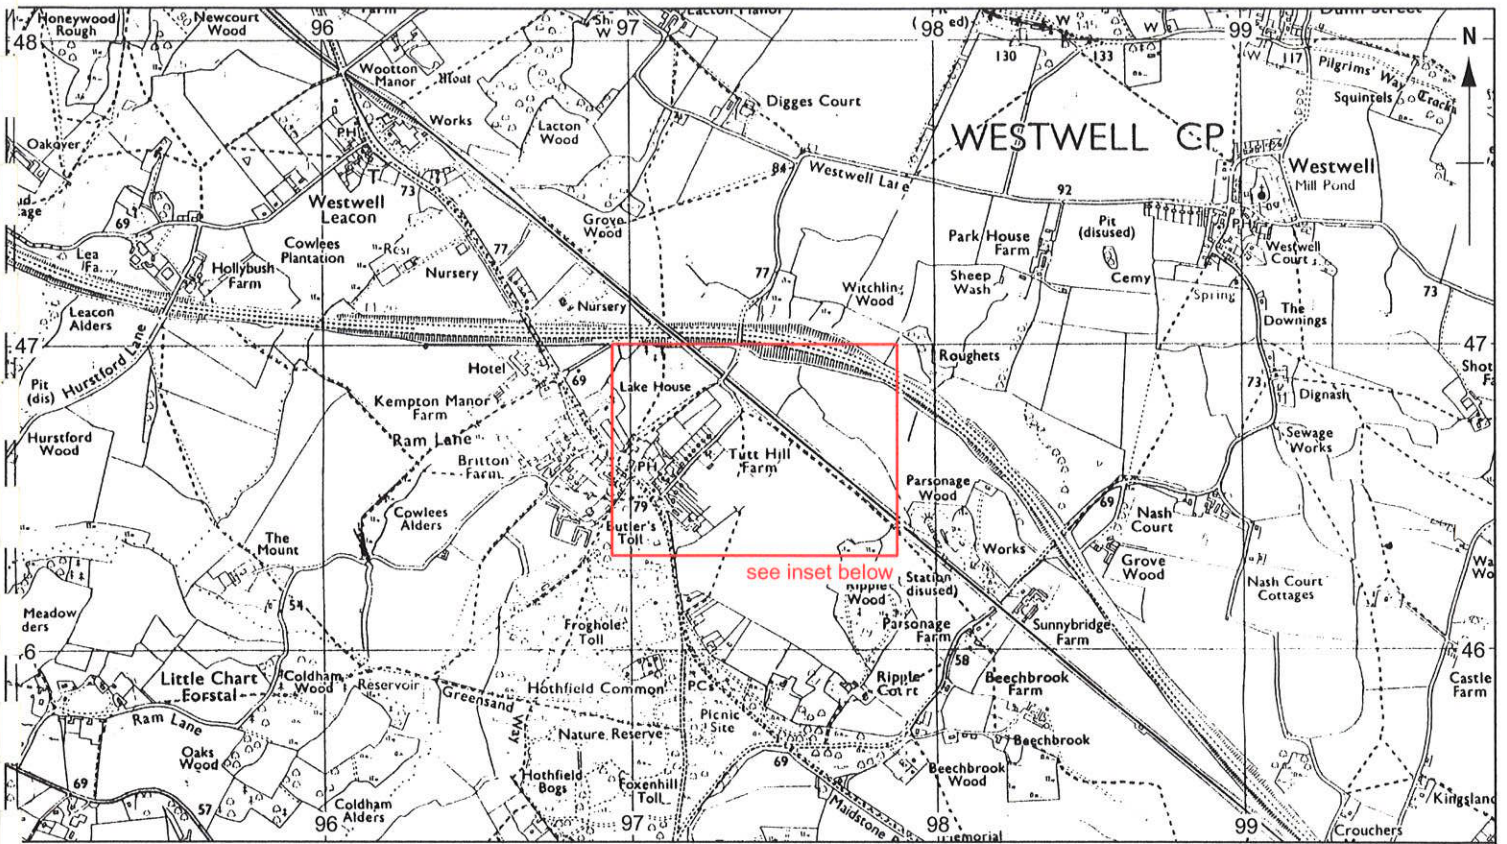 Honeywood
Rough
Newcourt
Wood
96
97
98
99
Lacton Manor
N
48
48
Wootton
Manor
Moat
Works
Lacton
Wood
Digges Court
130
133
W
W
W
117
Pilgrims' Way
Track
Squintels
WESTWELL CP
Oakover
PH
T
73
Westwell
Leacon
84
Westwell Lane
92
Westwell
Mill Pond
69
Grove
Wood
Pit
(disused)
Park House
Farm
Westwell
Court
Cowlees
Plantation
77
Nursery
Hollybush
Farm
77
Witchling
Wood
Sheep
Wash
Cemy
Spring
73
Nursery
The
Downings
Leacon
Alders
47
47
Hurstford Lane
Pit
(dis)
Hotel
69
Lake House
Roughets
73
Kempton Manor
Farm
Dignash
Hurstford
Wood
Ram Lane
Britton
Farm
PH
Tutt Hill
Farm
Sewage
Works
Parsonage
Wood
69
Nash
Court
Cowlees
Alders
79
Butler's
Toll
The
Mount
Works
see inset below
Grove
Wood
Nash Court
Cottages
Station
disused)
Ripple
Wood
54
Meadow
ders
Froghole
Toll
Parsonage
Farm
Sunnybridge
Farm
46
58
Little Chart
Forstal
Coldham
Wood
Reservoir
Greensand
Way
Hothfield Common
PCs
Ripple
Court
Beechbrook
Farm
Castle
Farm
Ram Lane
Picnic
Site
Nature Reserve
Beechbrook
Oaks
Wood
69
Beechbrook
Wood
69
57
Hothfield
Bogs
Foxenhill
Toll
Coldham
Alders
Maidstone
Kingsland
96
97
98
99
Crouchers